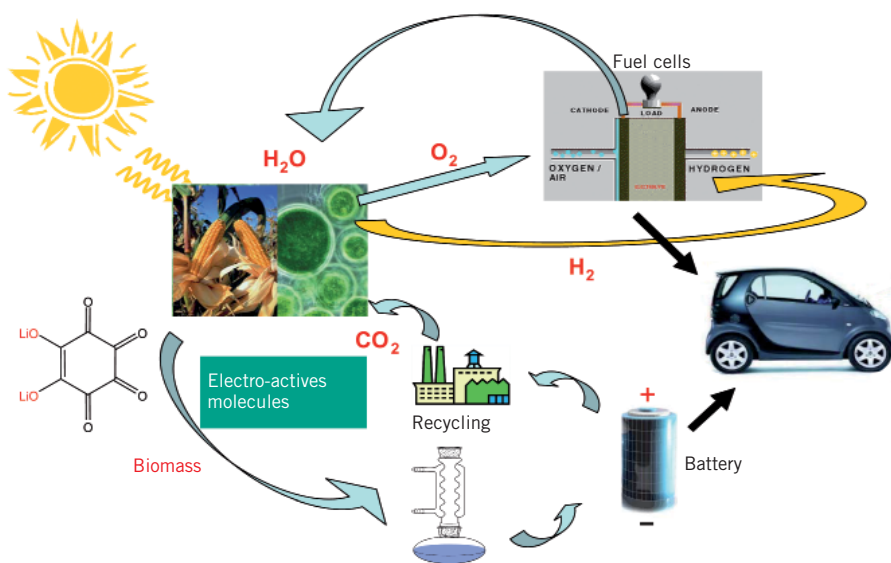 Fuel cells
CATHODE
LOAD
ANODE
H2O
O2
OXYGEN /
AIR
HYDROGEN
H2
O
O
LiO
O
LiO
O
CO2
Electro-actives
molecules
Recycling
+
Biomass
Battery
–